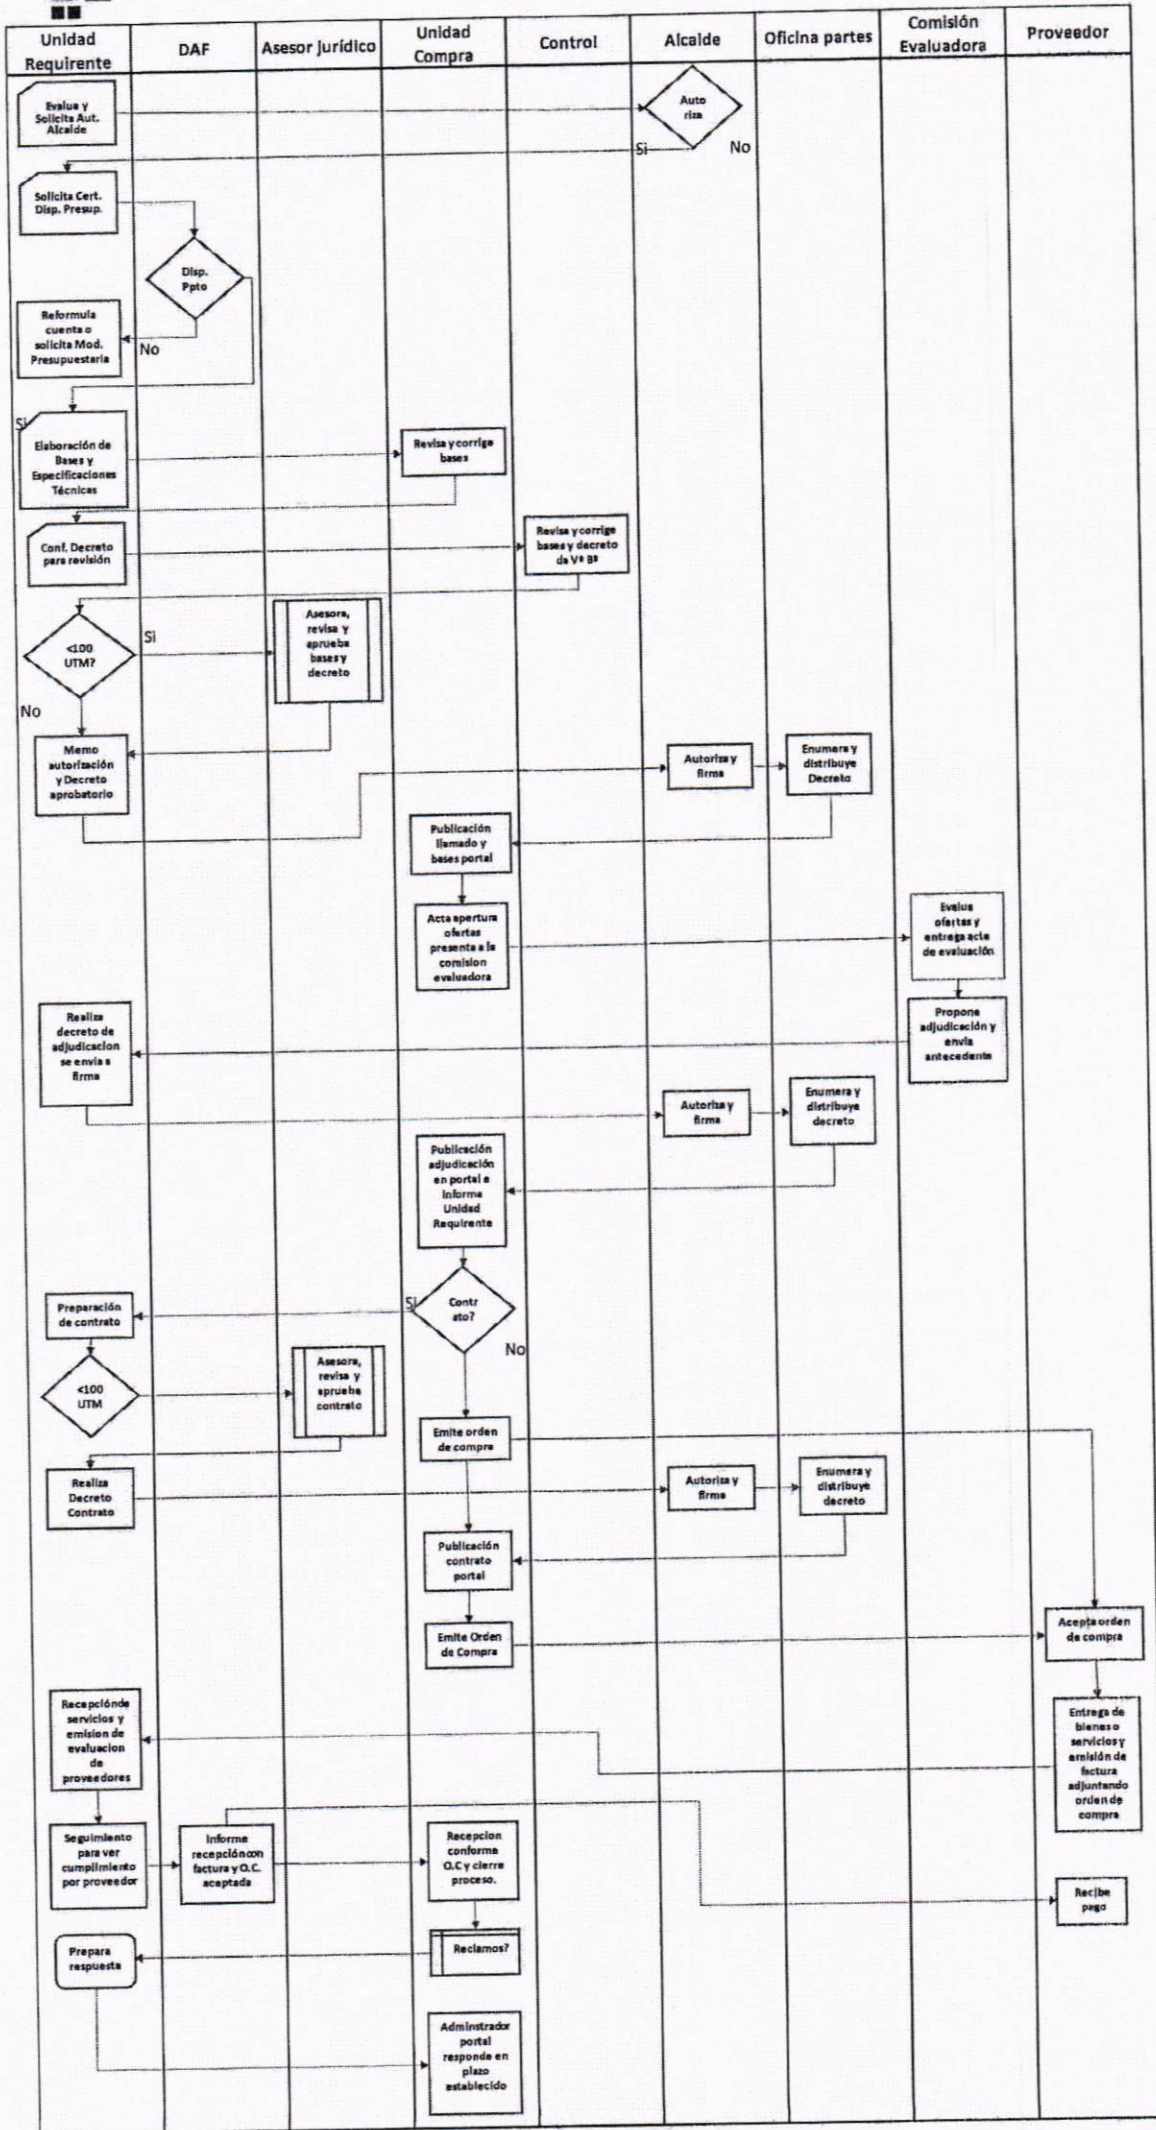 Unidad
Requirente
DAF
Asesor Jurídico
Unidad
Compra
Control
Alcalde
Oficina partes
Comisión
Evaluadora
Proveedor
Evalua y
Solicita Aut.
Alcalde
Auto
riza
Si
No
Solicita Cert.
Disp. Presup.
Disp.
Ppto
Reformula
cuenta o
solicita Mod.
Presupuestaria
No
Si
Elaboración de
Bases y
Especificaciones
Técnicas
Revisa y corrige
bases
Conf. Decreto
para revisión
Revisa y corrige
bases y decreto
da Vº Bº
<100
UTM?
Si
Asesora,
revisa y
aprueba
bases y
decreto
No
Memo
autorización
y Decreto
aprobatorio
Autoriza y
firma
Enumera y
distribuye
Decreto
Publicación
llamado y
bases portal
Acta apertura
ofertas
presenta a la
comision
evaluadora
Evalua
ofertas y
entrega acta
de evaluación
Realiza
decreto de
adjudicacion
se envia a
firma
Propone
adjudicación y
envia
antecedente
Autoriza y
firma
Enumera y
distribuye
decreto
Publicación
adjudicación
en portal e
informa
Unidad
Requirente
Preparación
de contrato
Si
Contr
ato?
No
<100
UTM
Asesora,
revisa y
aprueba
contrato
Emite orden
de compra
Realiza
Decreto
Contrato
Autoriza y
firma
Enumera y
distribuye
decreto
Publicación
contrato
portal
Emite Orden
de Compra
Acepta orden
de compra
Recepciónde
servicios y
emision de
evaluacion
de
proveedores
Entrega de
bienes o
servicios y
emisión de
factura
adjuntando
orden de
compra
Seguimiento
para ver
cumplimiento
por proveedor
Informe
recepción con
factura y O.C.
aceptada
Recepcion
conforme
O.C y cierre
proceso.
Recibe
pago
Prepara
respuesta
Reclamos?
Adminstrador
portal
responde en
plazo
establecido